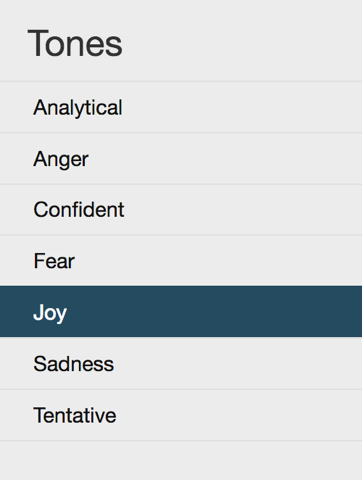 Tones
Analytical
Anger
Confident
Fear
Joy
Sadness
Tentative